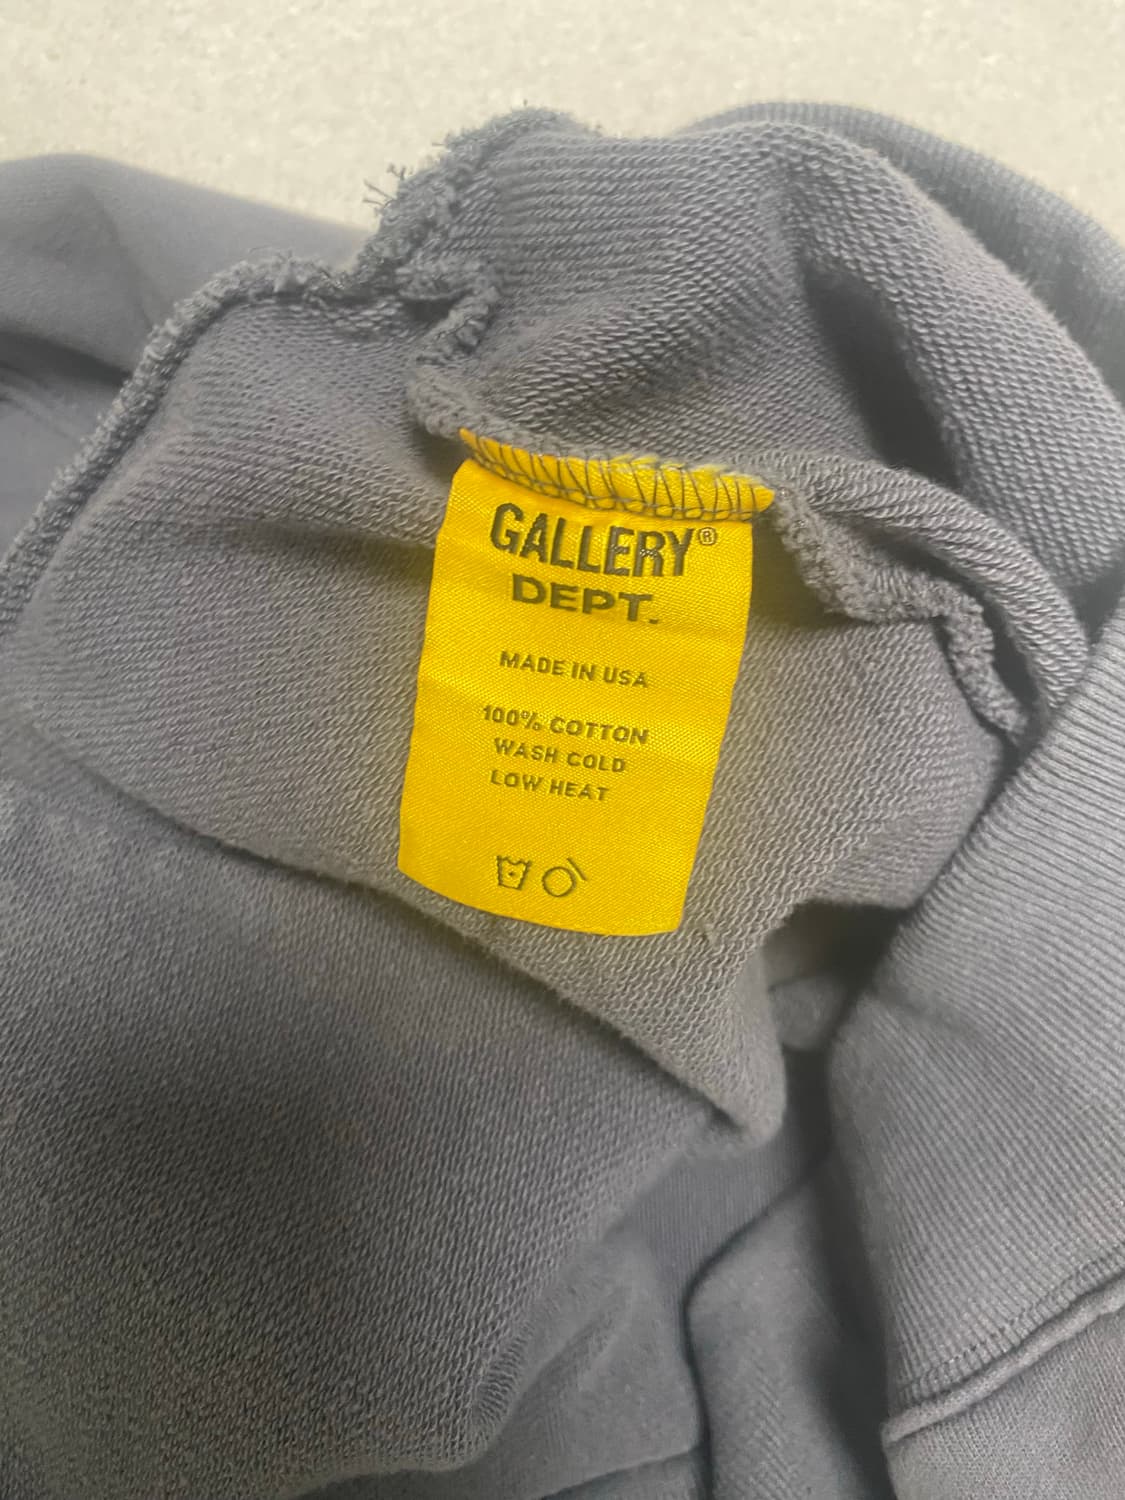 GALLERY®
DEPT.
MADE IN USA
100% COTTON
WASH COLD
LOW HEAT